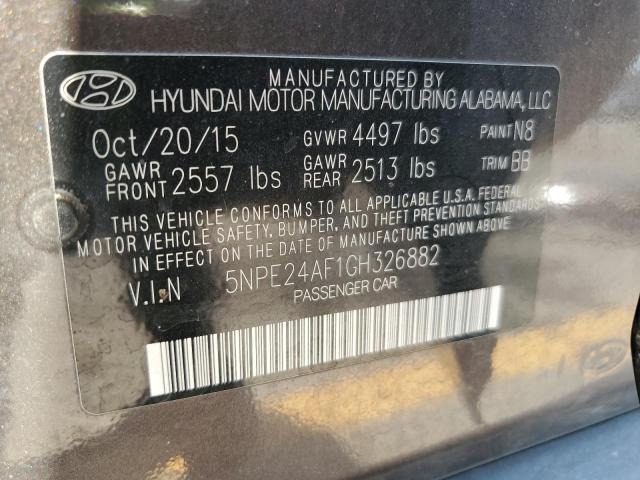 MANUFACTURED BY
HYUNDAI MOTOR MANUFACTURING ALABAMA, LLC
Oct/20/15 GVWR 4497 lbs PAINT N8
GAWR FRONT 2557 lbs GAWR REAR 2513 lbs TRIM BB
THIS VEHICLE CONFORMS TO ALL APPLICABLE U.S.A. FEDERAL
MOTOR VEHICLE SAFETY, BUMPER, AND THEFT PREVENTION STANDARDS
IN EFFECT ON THE DATE OF MANUFACTURE SHOWN ABOVE
V.I.N 5NPE24AF1GH326882
PASSENGER CAR